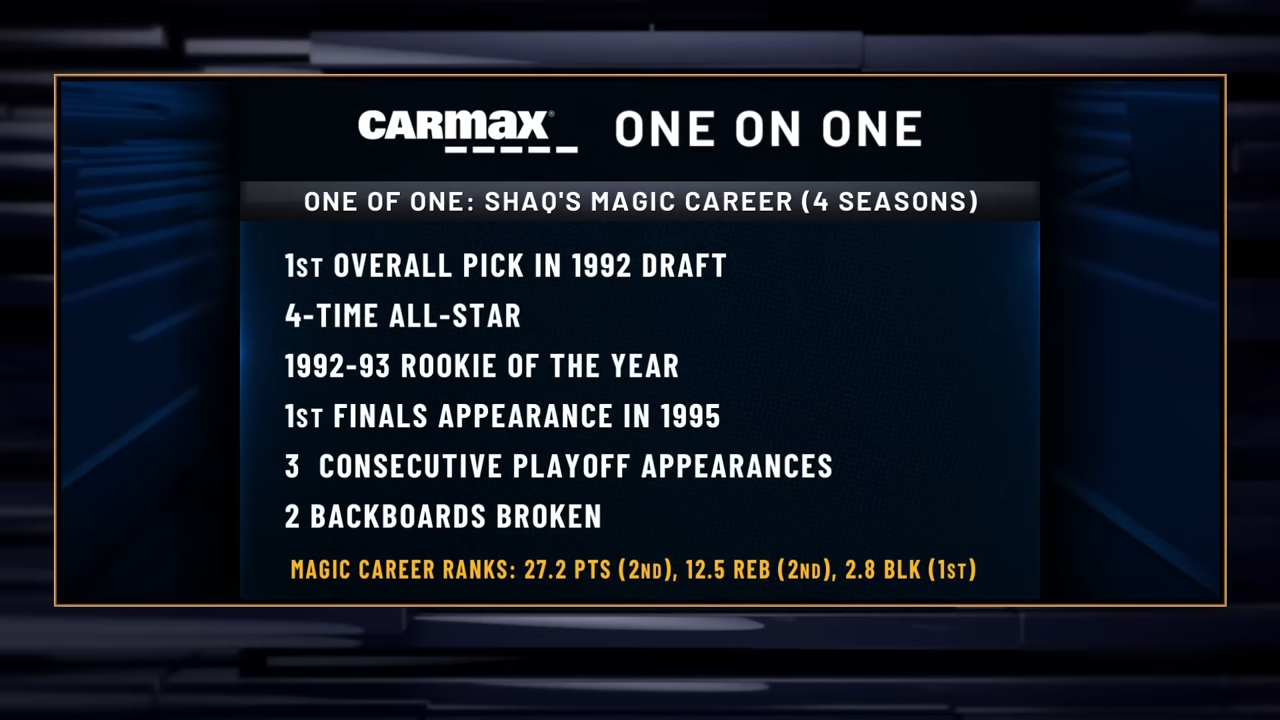 CARMAX® ONE ON ONE
ONE OF ONE: SHAQ'S MAGIC CAREER (4 SEASONS)
1ST OVERALL PICK IN 1992 DRAFT
4-TIME ALL-STAR
1992-93 ROOKIE OF THE YEAR
1ST FINALS APPEARANCE IN 1995
3 CONSECUTIVE PLAYOFF APPEARANCES
2 BACKBOARDS BROKEN
MAGIC CAREER RANKS: 27.2 PTS (2ND), 12.5 REB (2ND), 2.8 BLK (1ST)